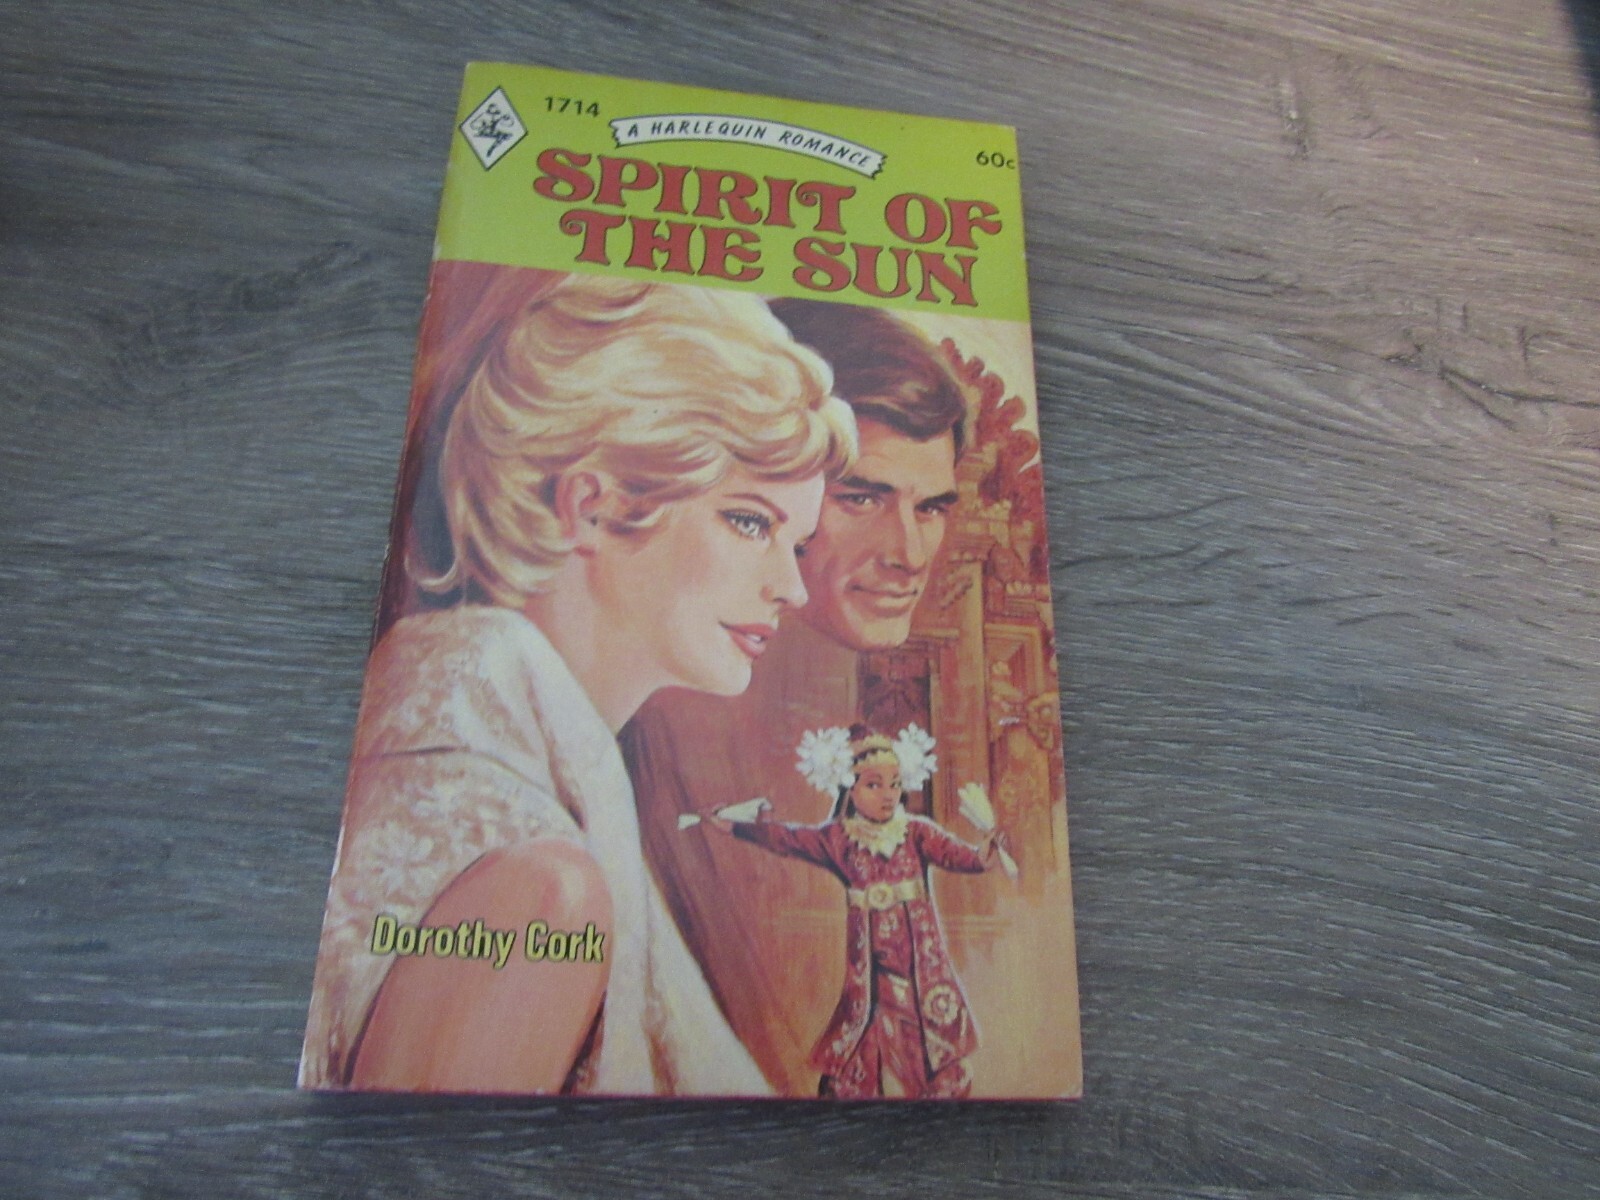 1714
A HARLEQUIN ROMANCE
60c
SPIRIT OF
THE SUN
Dorothy Cork